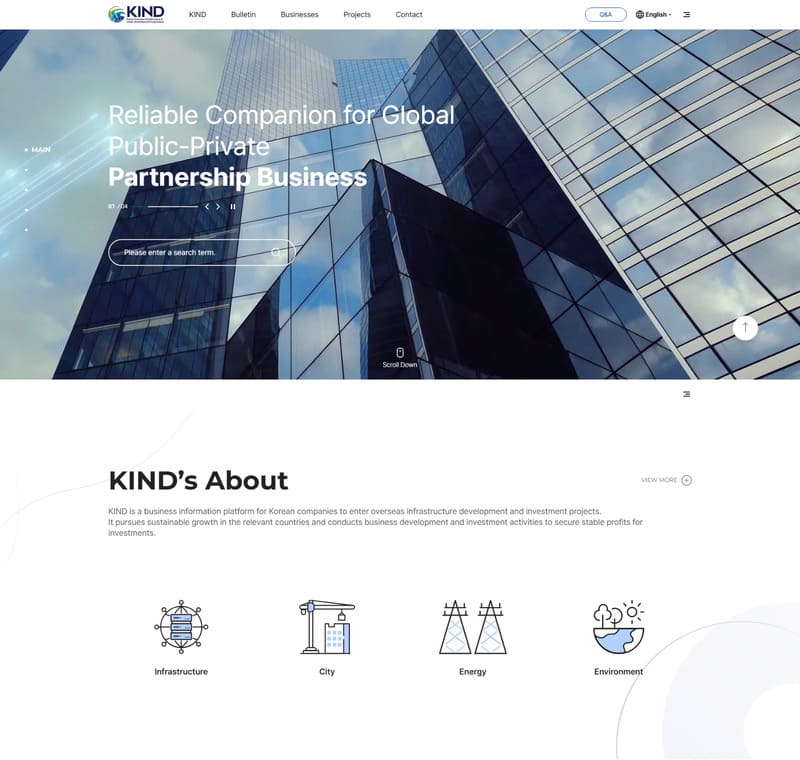 KIND
KIND
Bulletin
Businesses
Projects
Contact
Q&A
English
Reliable Companion for Global
Public-Private
Partnership Business
MAIN
01 / 04
Please enter a search term.
Scroll Down
KIND's About
VIEW MORE
KIND is a business information platform for Korean companies to enter overseas infrastructure development and investment projects.
It pursues sustainable growth in the relevant countries and conducts business development and investment activities to secure stable profits for
investments.
Infrastructure
City
Energy
Environment